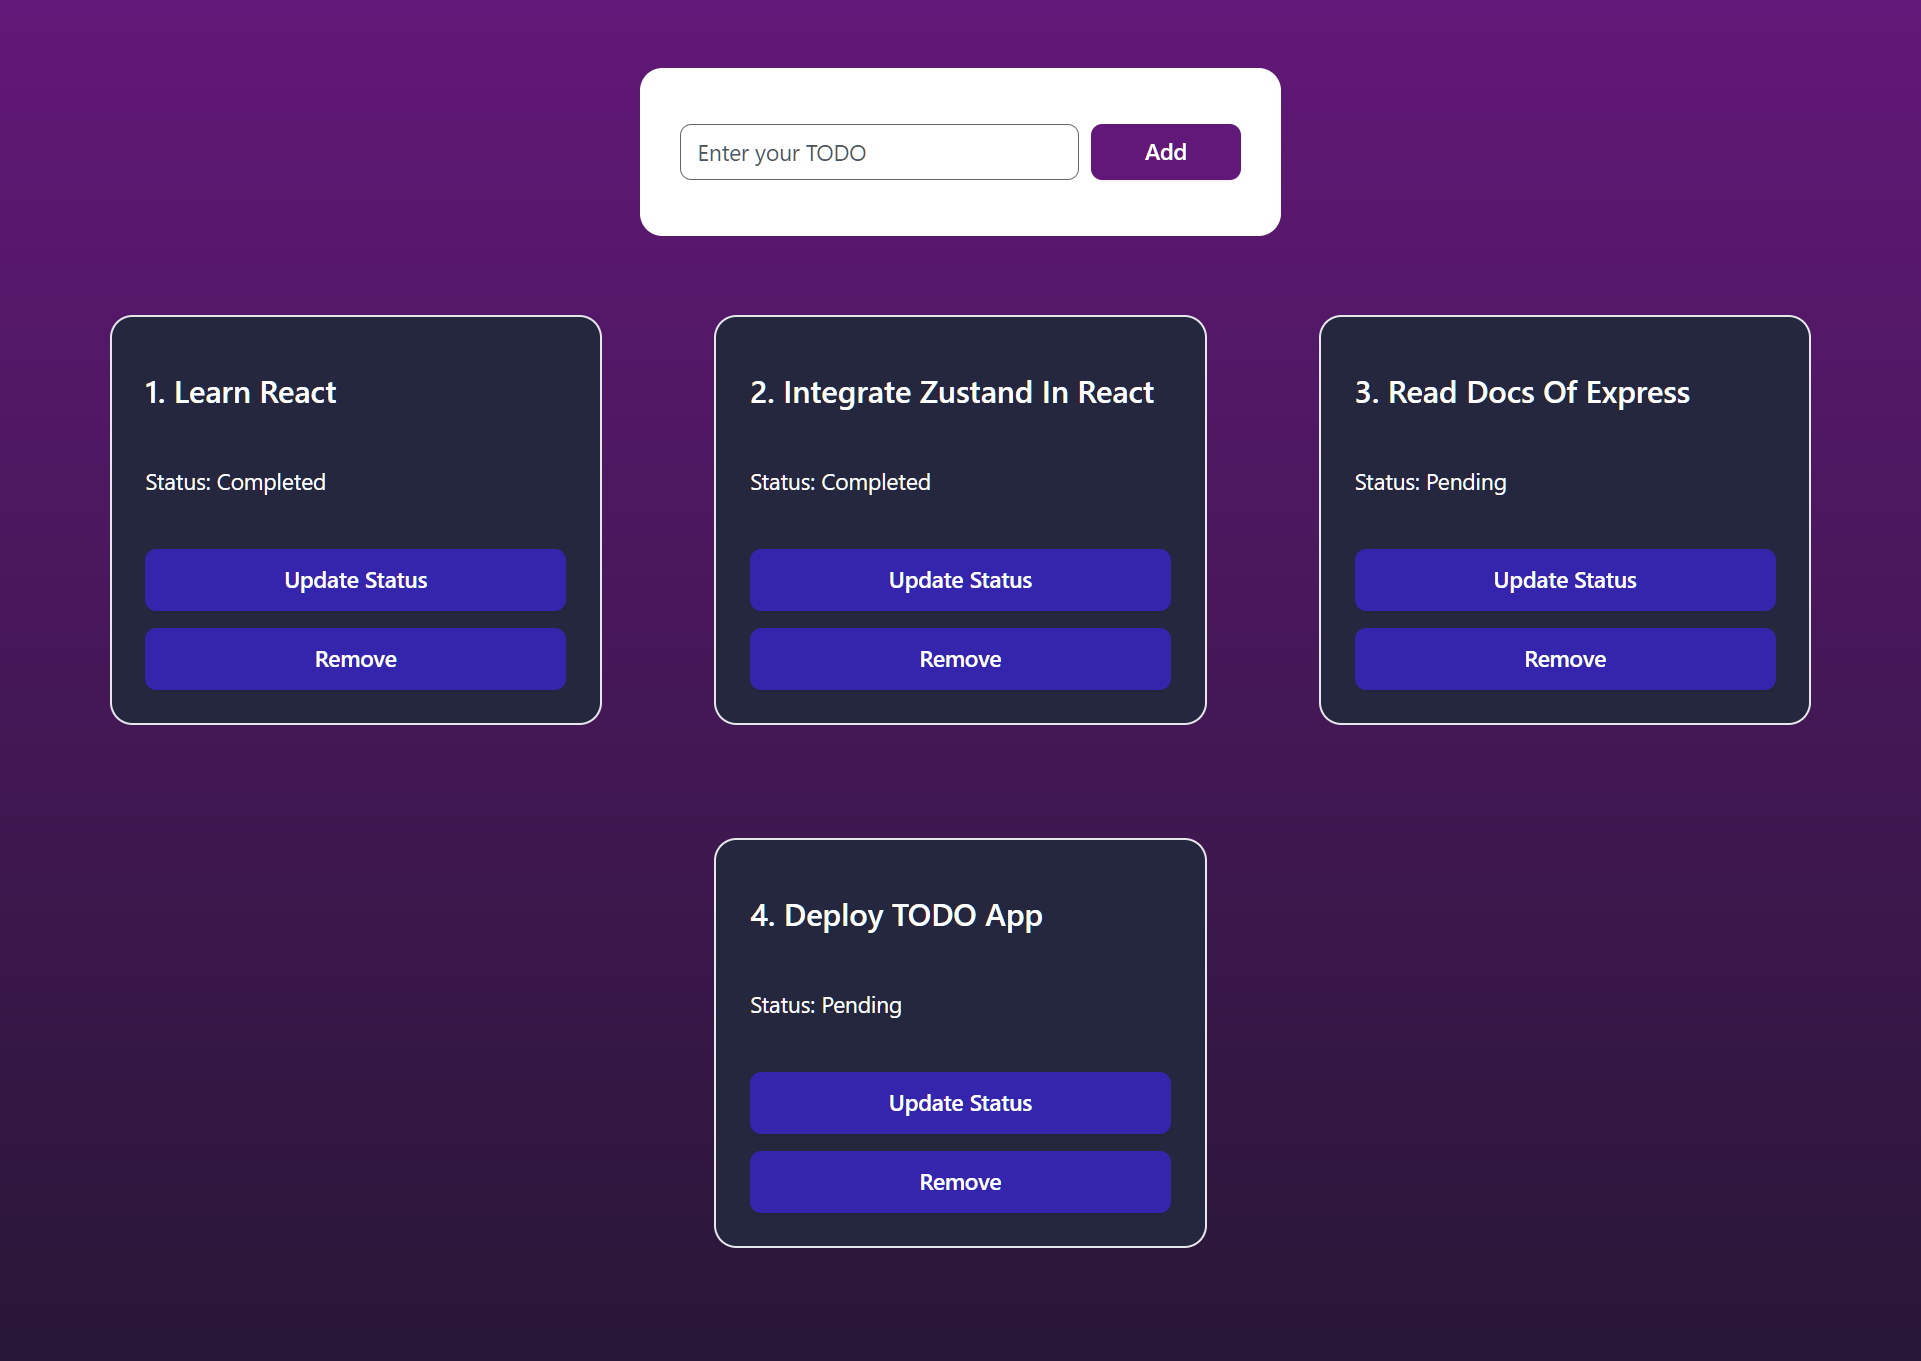 Enter your TODO
Add
1. Learn React
Status: Completed
Update Status
Remove
2. Integrate Zustand In React
Status: Completed
Update Status
Remove
3. Read Docs Of Express
Status: Pending
Update Status
Remove
4. Deploy TODO App
Status: Pending
Update Status
Remove